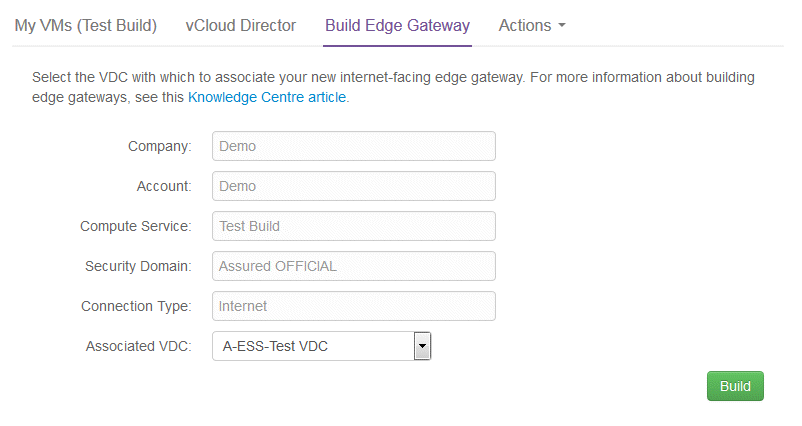 My VMs (Test Build) vCloud Director Build Edge Gateway Actions
Select the VDC with which to associate your new internet-facing edge gateway. For more information about building
edge gateways, see this Knowledge Centre article.
Company: Demo
Account: Demo
Compute Service: Test Build
Security Domain: Assured OFFICIAL
Connection Type: Internet
Associated VDC: A-ESS-Test VDC
Build